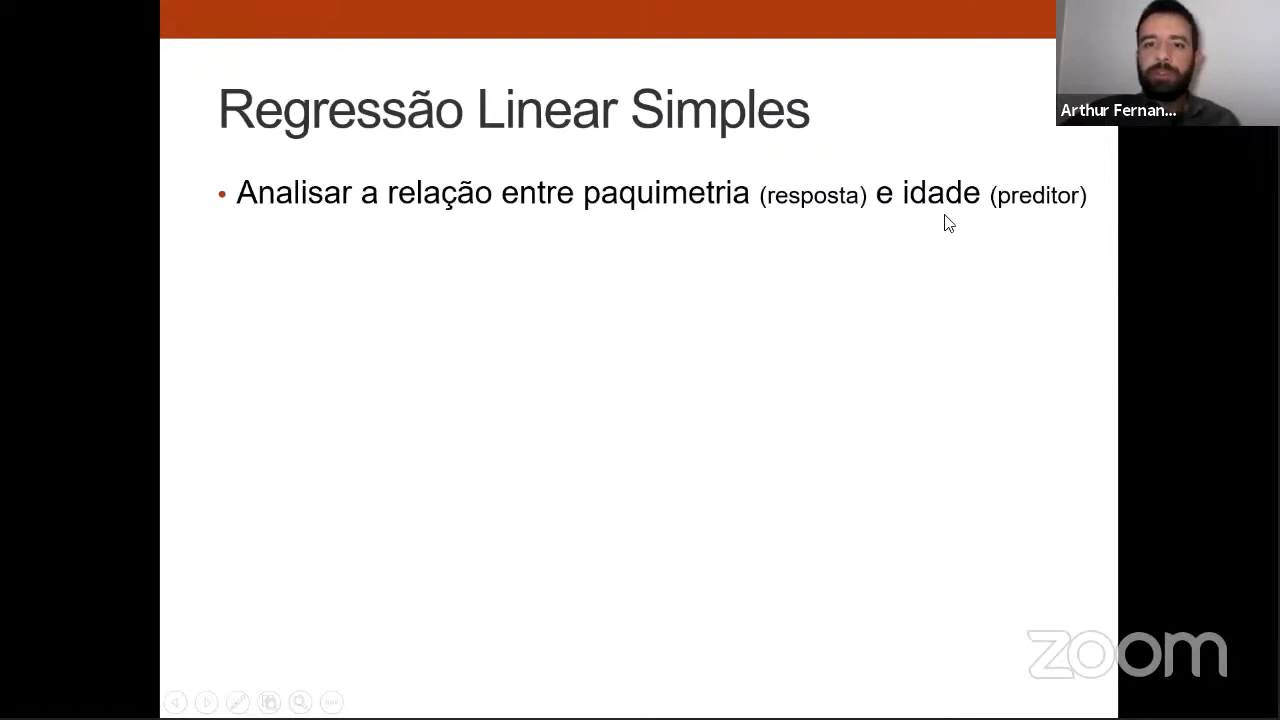 Regressão Linear Simples
• Analisar a relação entre paquimetria (resposta) e idade (preditor)
Arthur Fernan...
zoom